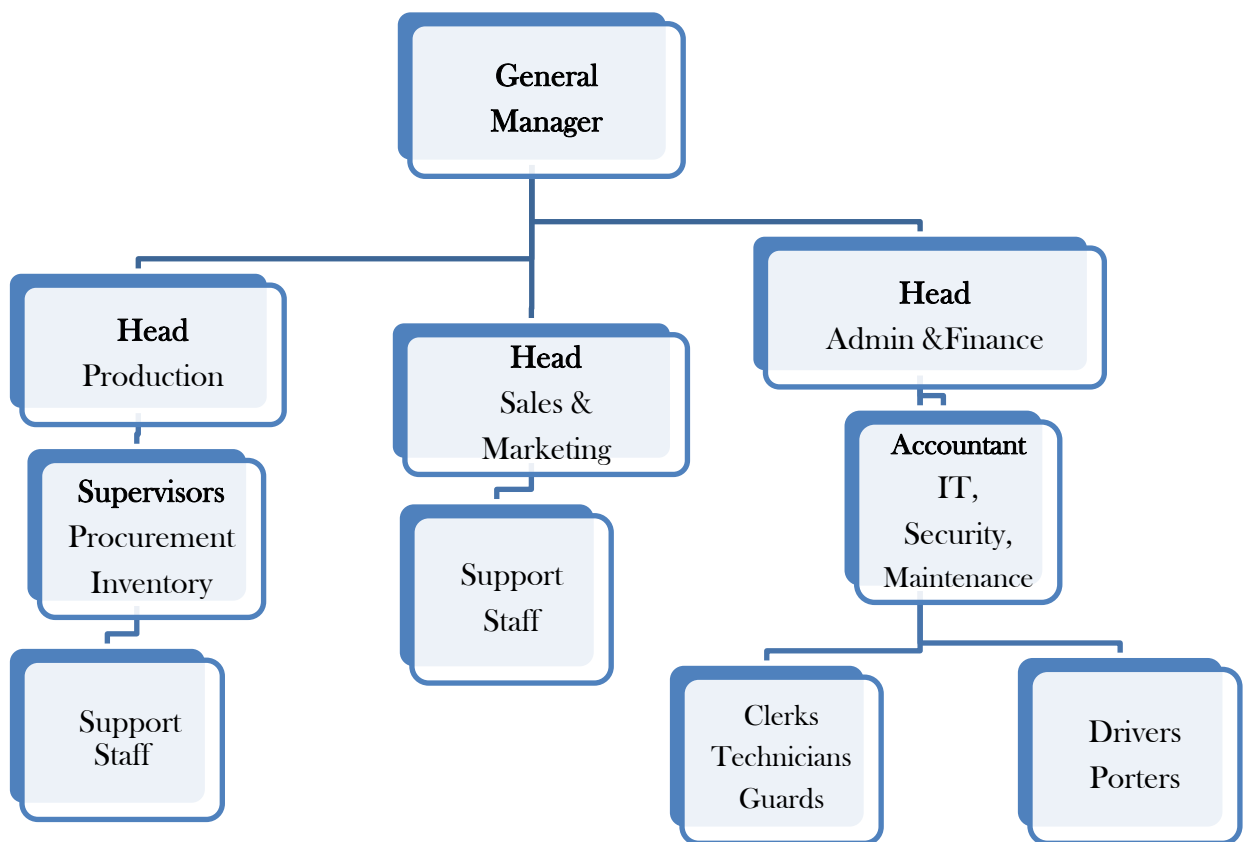 General
Manager
Head
Production
Head
Sales &
Marketing
Head
Admin &Finance
Supervisors
Procurement
Inventory
Support
Staff
Accountant
IT,
Security,
Maintenance
Support
Staff
Clerks
Technicians
Guards
Drivers
Porters